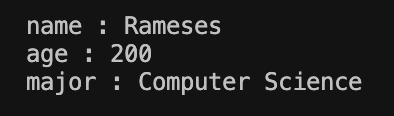 name : Rameses
age : 200
major : Computer Science